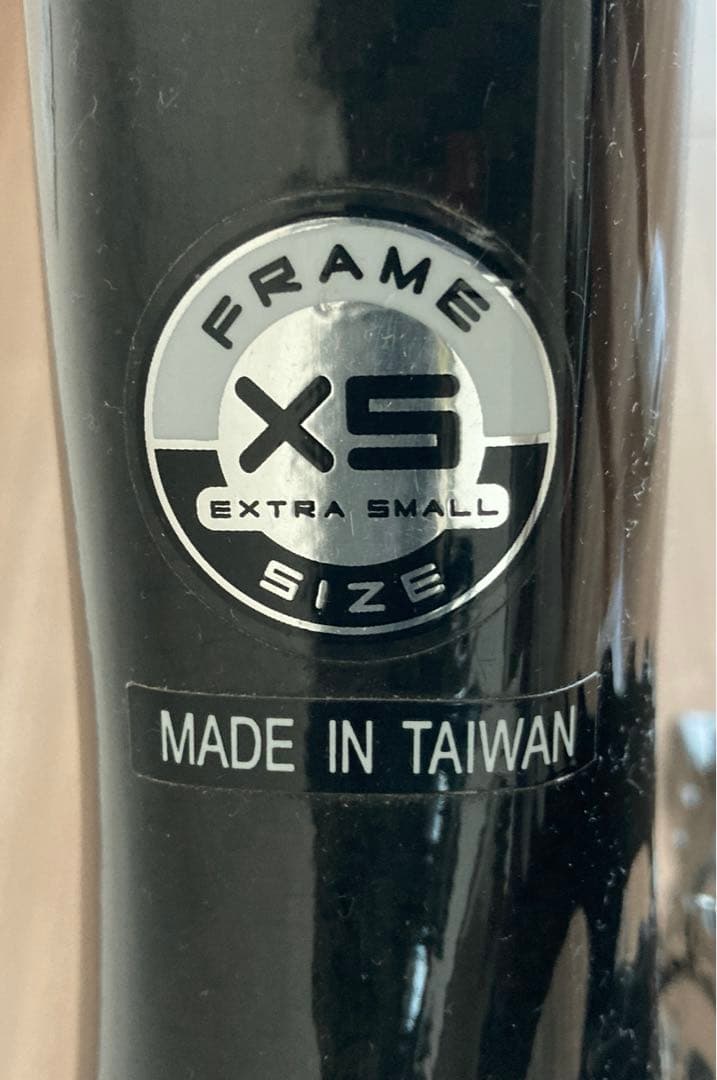 FRAME
XS
EXTRA SMALL
SIZE
MADE IN TAIWAN